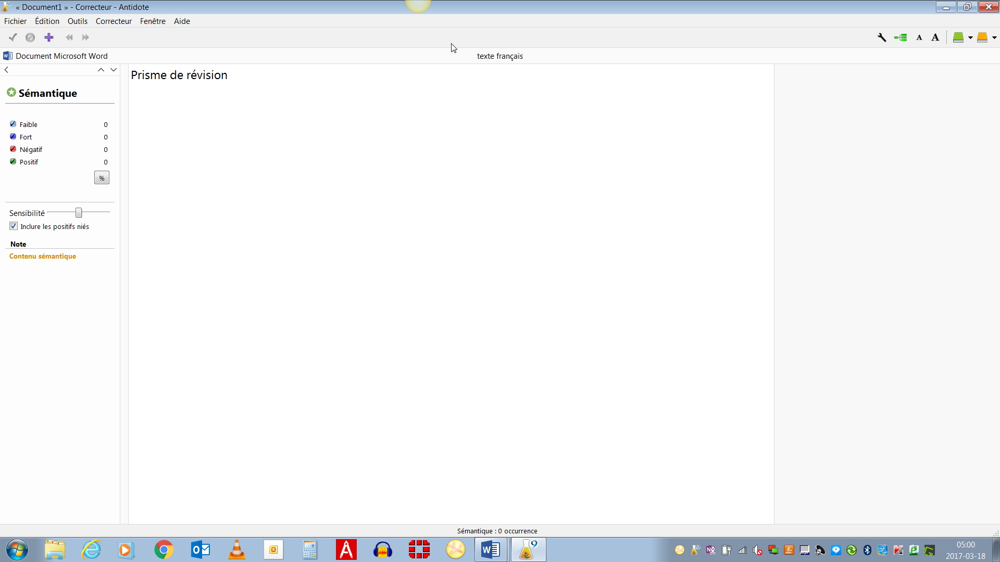 « Document1 » - Correcteur - Antidote
Fichier Édition Outils Correcteur Fenêtre Aide
A A
Document Microsoft Word texte français
Prisme de révision
Sémantique
Faible 0
Fort 0
Négatif 0
Positif 0
%
Sensibilité
Inclure les positifs niés
Note
Contenu sémantique
Sémantique : 0 occurrence
05:00
2017-03-18